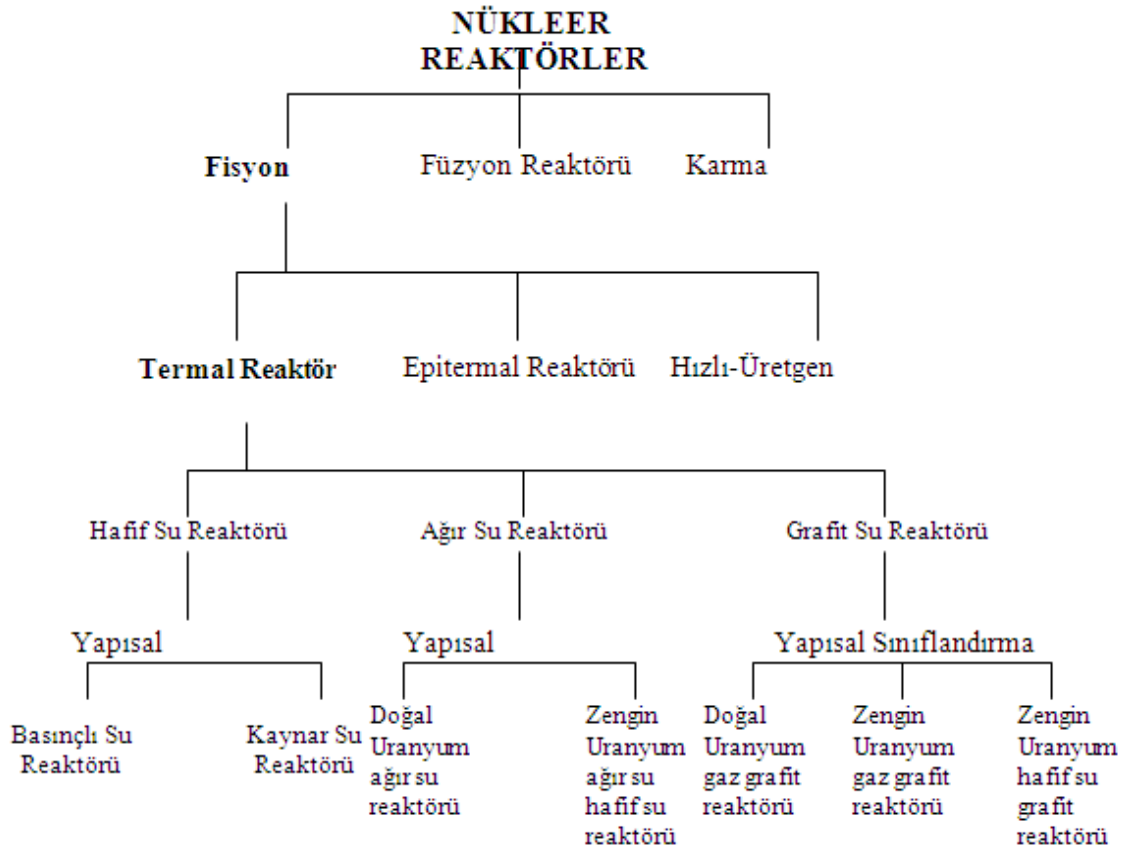 NÜKLEER
REAKTÖRLER
Fisyon
Füzyon Reaktörü
Karma
Termal Reaktör
Epitermal Reaktörü
Hızlı-Üretgen
Hafif Su Reaktörü
Ağır Su Reaktörü
Grafit Su Reaktörü
Yapısal
Yapısal
Yapısal Sınıflandırma
Basınçlı Su
Reaktörü
Kaynar Su
Reaktörü
Doğal
Uranyum
ağır su
reaktörü
Zengin
Uranyum
ağır su
hafif su
reaktörü
Doğal
Uranyum
gaz grafit
reaktörü
Zengin
Uranyum
gaz grafit
reaktörü
Zengin
Uranyum
hafif su
grafit
reaktörü